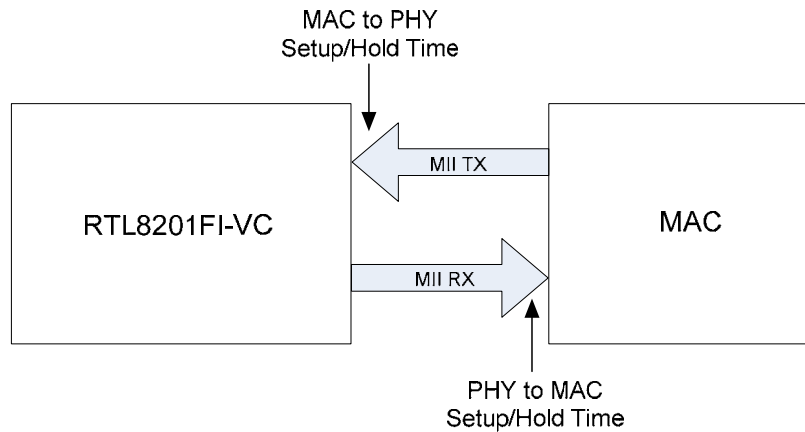 MAC to PHY
Setup/Hold Time
MII TX
RTL8201FI-VC
MAC
MII RX
PHY to MAC
Setup/Hold Time